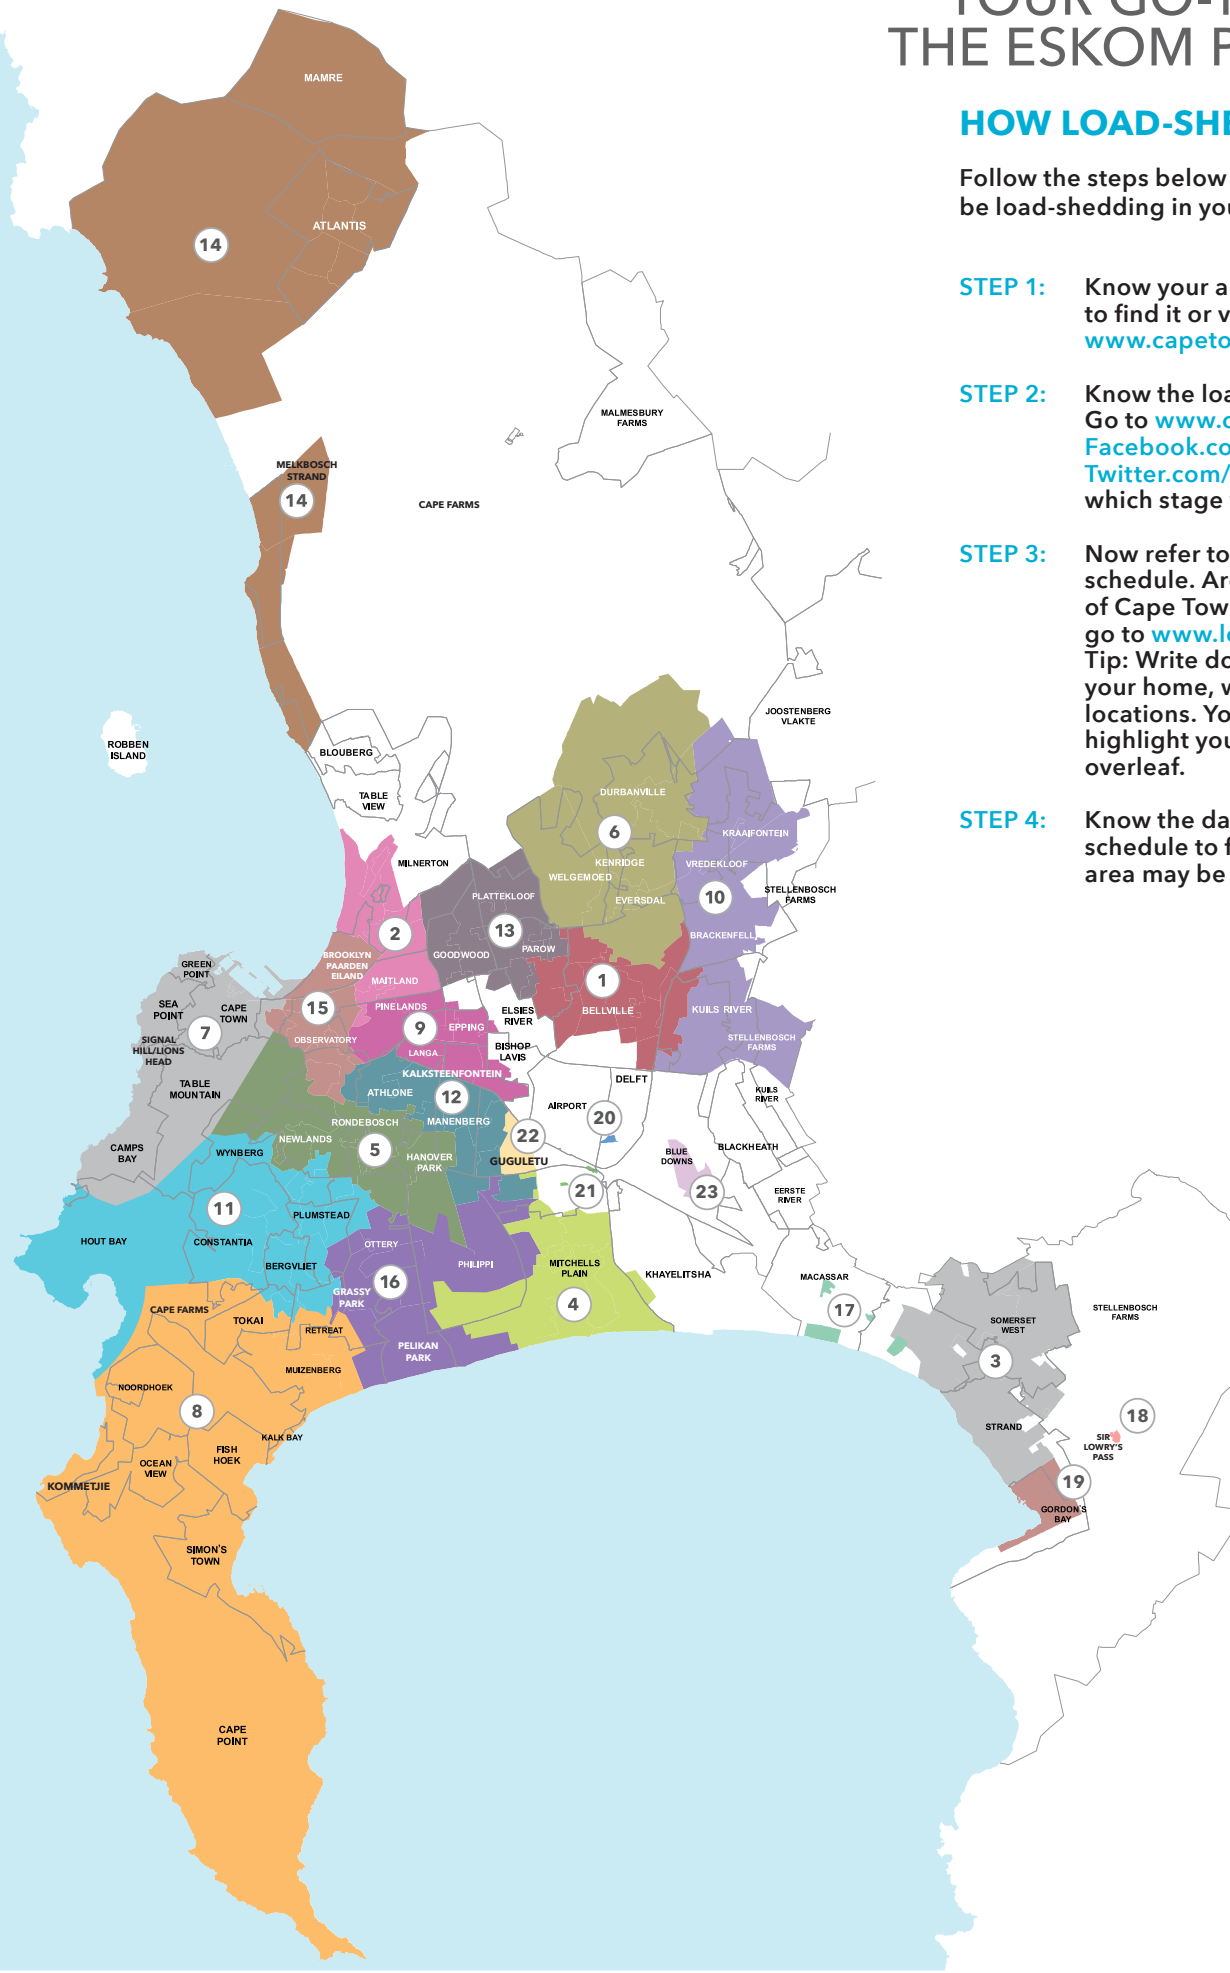 YOUR GO-T
THE ESKOM P
HOW LOAD-SHE
Follow the steps below
be load-shedding in you
STEP 1:
Know your a
to find it or v
www.capeto
STEP 2:
Know the loa
Go to www.c
Facebook.co
Twitter.com/
which stage
STEP 3:
Now refer to
schedule. Are
of Cape Tow
go to www.lo
Tip: Write do
your home, w
locations. Yo
highlight you
overleaf.
STEP 4:
Know the da
schedule to f
area may be
MAMRE
ATLANTIS
14
MALMESBURY
FARMS
MELKBOSCH
STRAND
14
CAPE FARMS
JOOSTENBERG
VLAKTE
ROBBEN
ISLAND
BLOUBERG
TABLE
VIEW
DURBANVILLE
6
KRAAIFONTEIN
MILNERTON
KENRIDGE
VREDEKLOOF
WELGEMOED
PLATTEKLOOF
EVERSDAL
10
STELLENBOSCH
FARMS
2
13
BRACKENFELL
GOODWOOD
PAROW
BROOKLYN
PAARDEN
EILAND
GREEN
POINT
MAITLAND
1
SEA
POINT
CAPE
TOWN
15
PINELANDS
ELSIES
RIVER
BELLVILLE
KUILS RIVER
7
9
EPPING
SIGNAL
HILL/LIONS
HEAD
OBSERVATORY
LANGA
BISHOP
LAVIS
STELLENBOSCH
FARMS
TABLE
MOUNTAIN
KALKSTEENFONTEIN
DELFT
ATHLONE
12
KUILS
RIVER
AIRPORT
20
RONDEBOSCH
MANENBERG
22
NEWLANDS
5
CAMPS
BAY
WYNBERG
HANOVER
PARK
GUGULETU
BLUE
DOWNS
BLACKHEATH
21
23
EERSTE
RIVER
11
PLUMSTEAD
HOUT BAY
CONSTANTIA
OTTERY
BERGVLIET
PHILIPPI
MITCHELLS
PLAIN
KHAYELITSHA
MACASSAR
16
GRASSY
PARK
4
17
CAPE FARMS
TOKAI
RETREAT
SOMERSET
WEST
STELLENBOSCH
FARMS
PELIKAN
PARK
3
MUIZENBERG
NOORDHOEK
8
18
STRAND
KALK BAY
SIR
LOWRY'S
PASS
FISH
HOEK
OCEAN
VIEW
KOMMETJIE
19
GORDON'S
BAY
SIMON'S
TOWN
CAPE
POINT